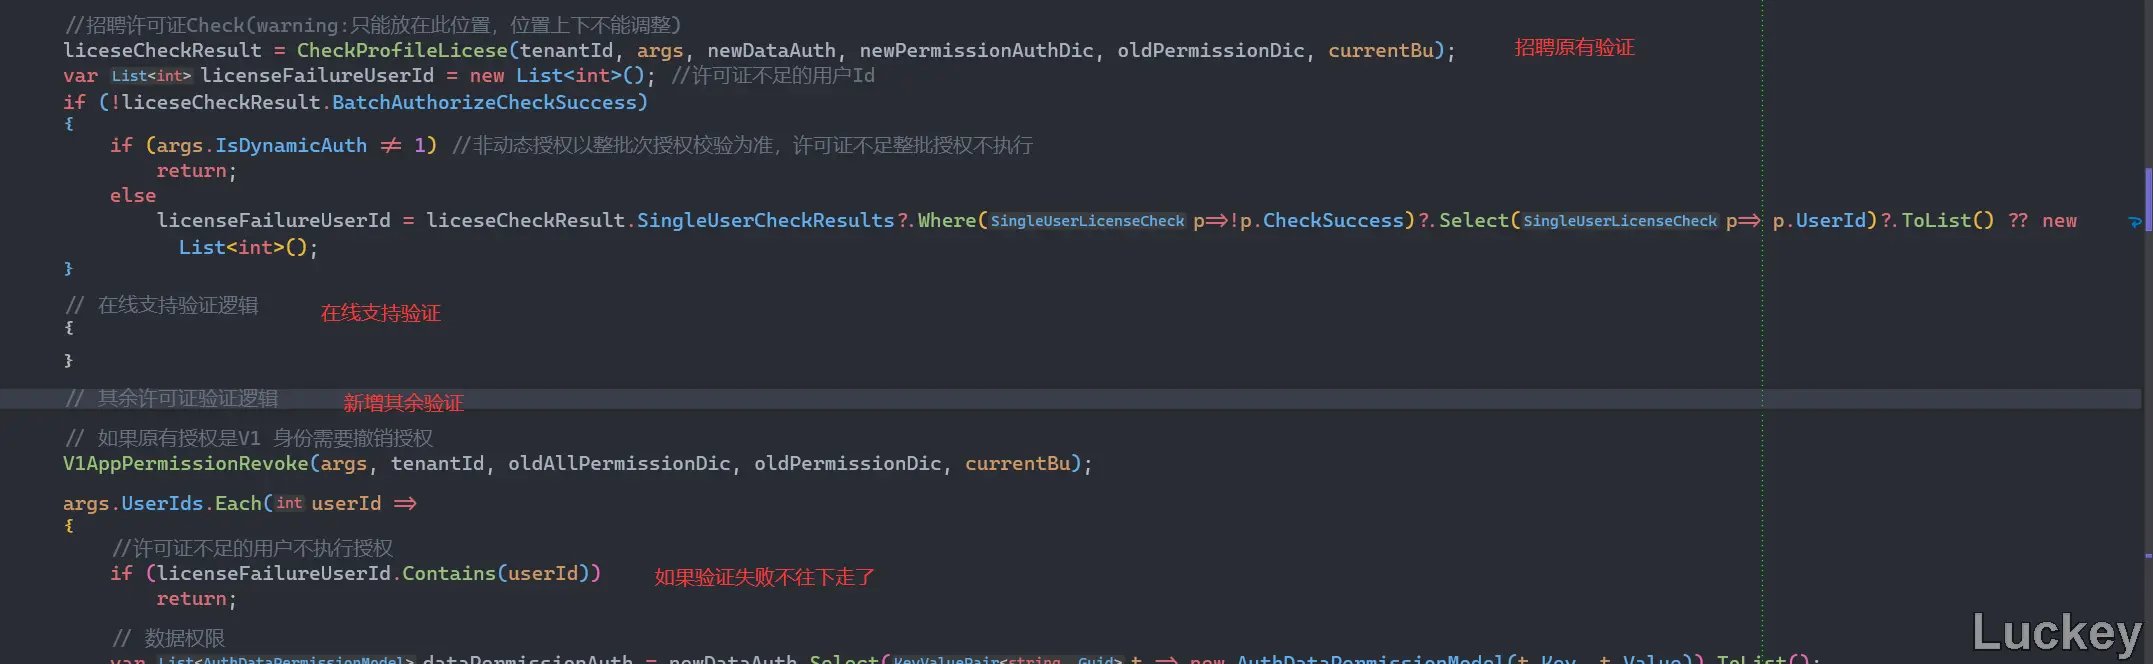 //招聘许可证Check(warning:只能放在此位置，位置上下不能调整)
liceseCheckResult = CheckProfileLicese(tenantId, args, newDataAuth, newPermissionAuthDic, oldPermissionDic, currentBu); 招聘原有验证
var List<int> licenseFailureUserId = new List<int>(); //许可证不足的用户Id
if (!liceseCheckResult.BatchAuthorizeCheckSuccess)
{
if (args.IsDynamicAuth ≠ 1) //非动态授权以整批次授权校验为准，许可证不足整批授权不执行
return;
else
licenseFailureUserId = liceseCheckResult.SingleUserCheckResults?.Where(SingleUserLicenseCheck p⇒!p.CheckSuccess)?.Select(SingleUserLicenseCheck p⇒ p.UserId)?.ToList() ?? new
List<int>();
}
// 在线支持验证逻辑 在线支持验证
{
}
// 其余许可证验证逻辑 新增其余验证
// 如果原有授权是V1 身份需要撤销授权
V1AppPermissionRevoke(args, tenantId, oldAllPermissionDic, oldPermissionDic, currentBu);
args.UserIds.Each(int userId ⇒
{
//许可证不足的用户不执行授权
if (licenseFailureUserId.Contains(userId)) 如果验证失败不往下走了
return;
// 数据权限
var List<AuthDataPermissionModel> dataPermissionAuth = newDataAuth.Select(KeyValuePair<string, Guid> t ⇒ new AuthDataPermissionModel(t.Key, t.Value)).ToList();
Luckey